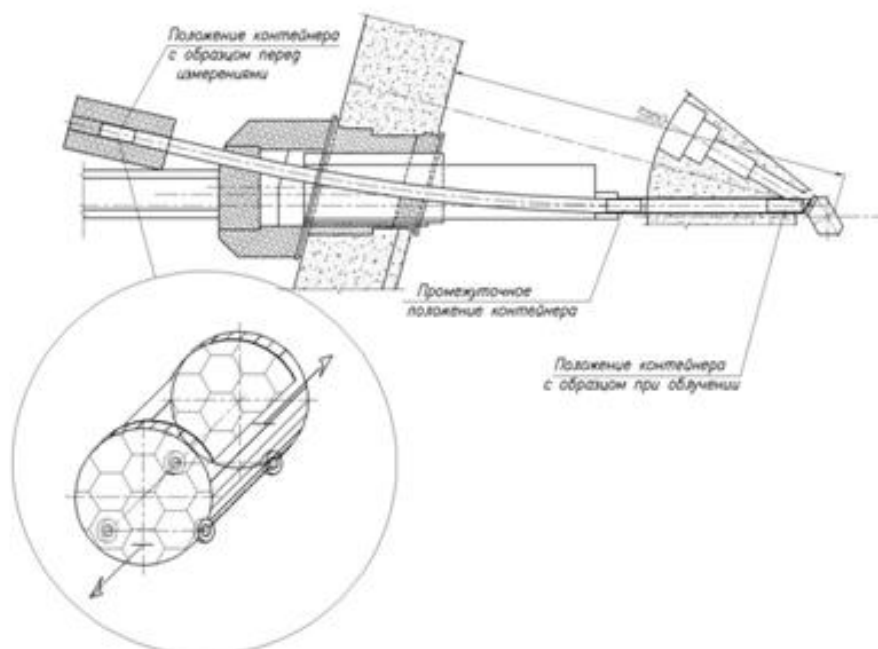 Положение контейнера
с образцом перед
измерениями
Промежуточное
положение контейнера
Положение контейнера
с образцом при облучении